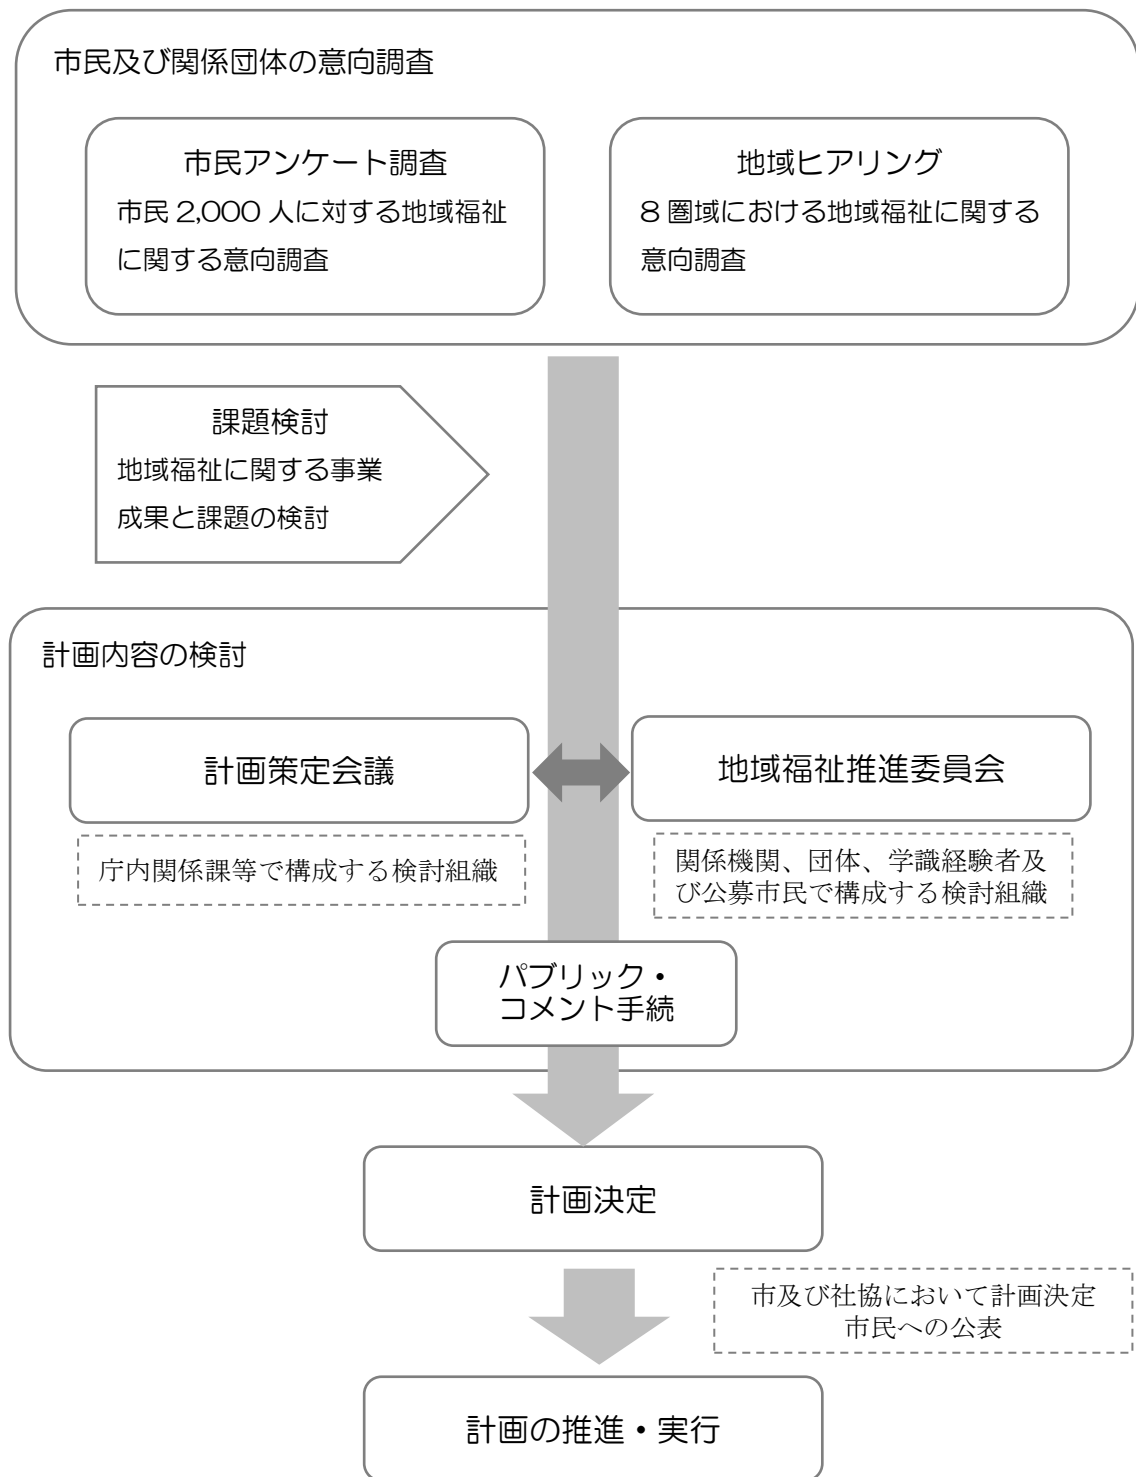 市民及び関係団体の意向調査
市民アンケート調査
市民 2,000 人に対する地域福祉
に関する意向調査
地域ヒアリング
8 圏域における地域福祉に関する
意向調査
課題検討
地域福祉に関する事業
成果と課題の検討
計画内容の検討
計画策定会議
地域福祉推進委員会
庁内関係課等で構成する検討組織
関係機関、団体、学識経験者及
び公募市民で構成する検討組織
パブリック・
コメント手続
計画決定
市及び社協において計画決定
市民への公表
計画の推進・実行